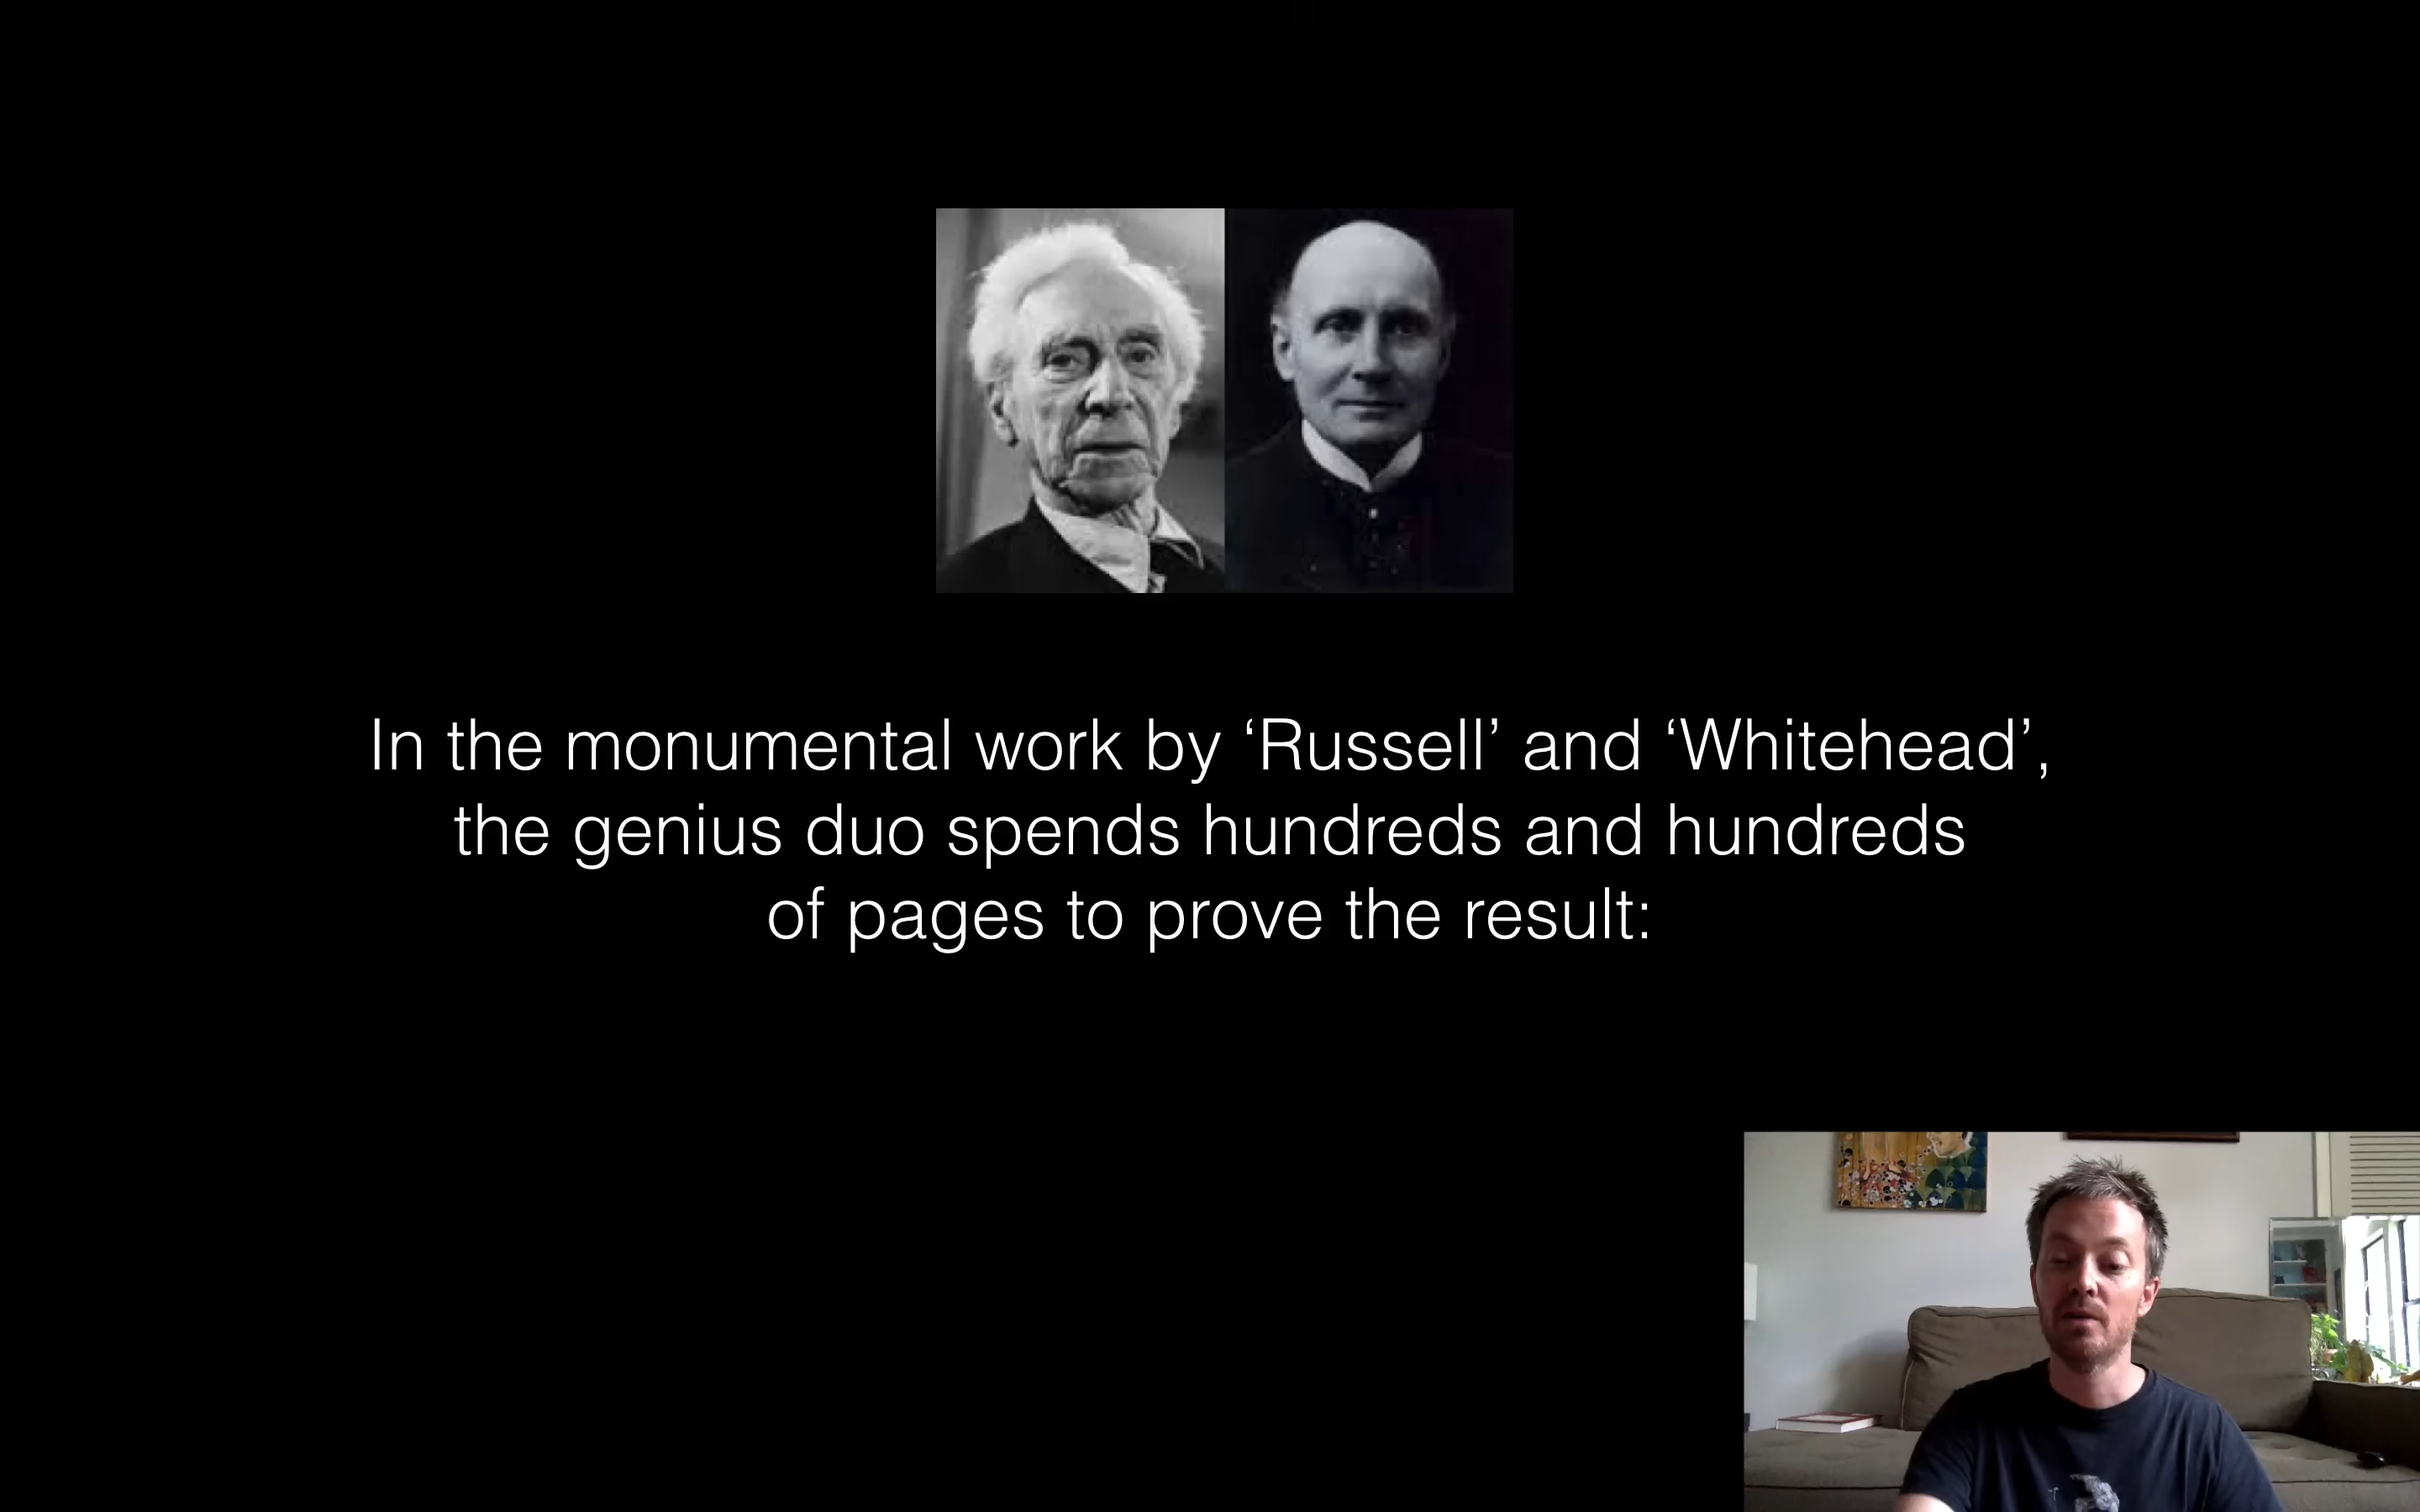 In the monumental work by ‘Russell’ and ‘Whitehead’,
the genius duo spends hundreds and hundreds
of pages to prove the result: